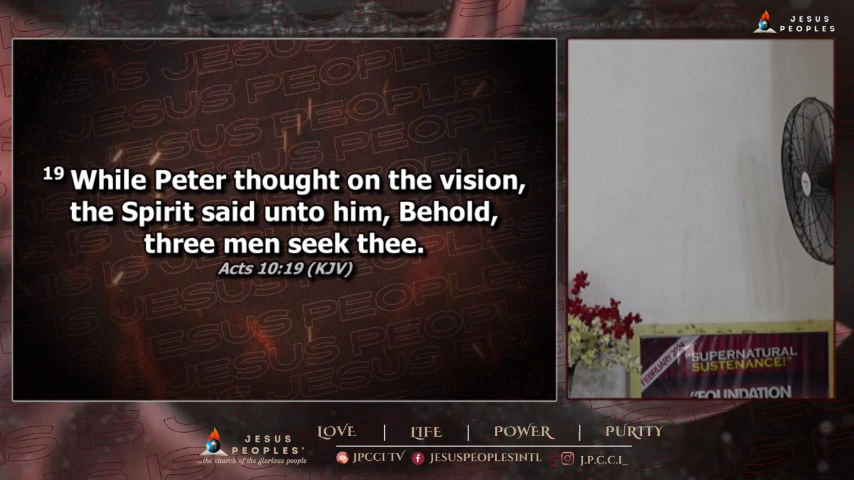 JESUS
PEOPLES
19 While Peter thought on the vision,
the Spirit said unto him, Behold,
three men seek thee.
Acts 10:19 (KJV)
"SUPERNATURAL
SUSTENANCE!"
"FOUNDATION
JESUS
PEOPLES'
...the church of the glorious people
LOVE | LIFE | POWER | PURITY
JPCCI TV JESUSPEOPLESINTL J.P.C.C.I_